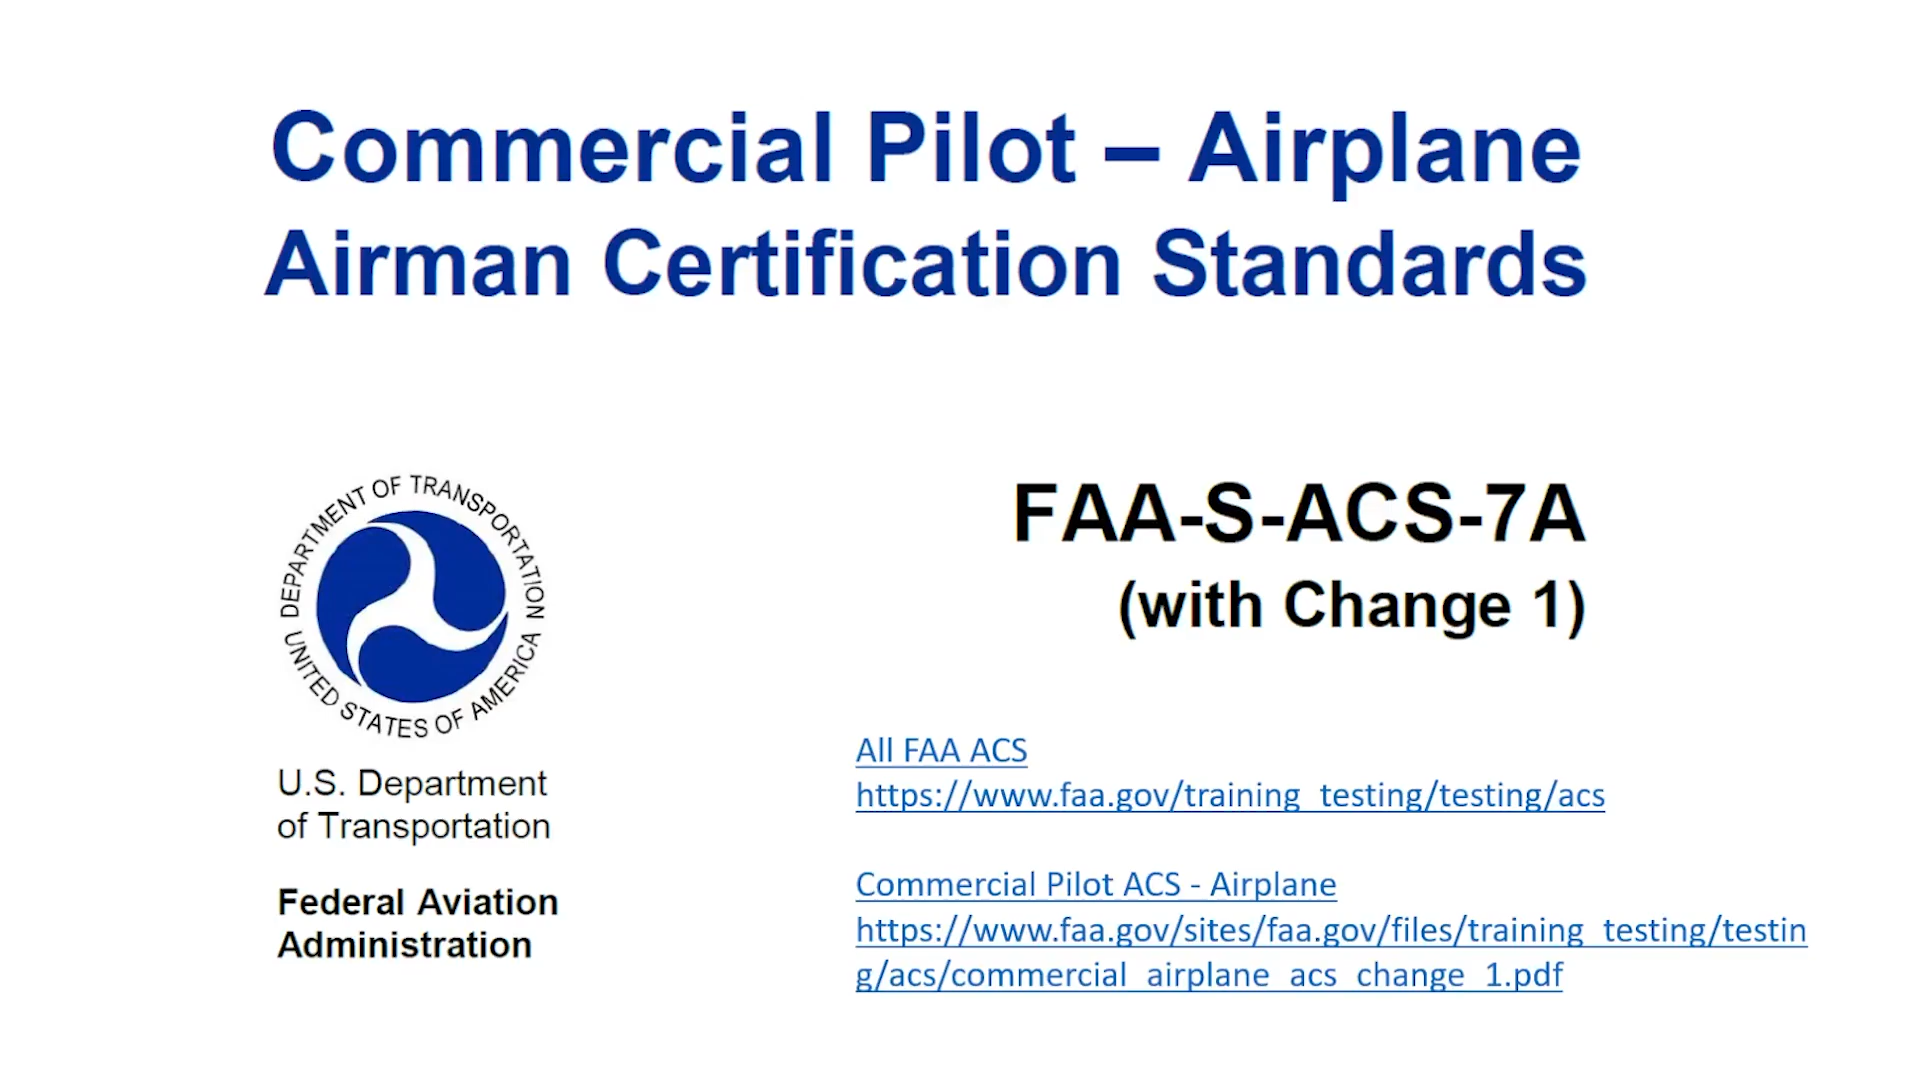 Commercial Pilot – Airplane
Airman Certification Standards
DEPARTMENT OF TRANSPORTATION
UNITED STATES OF AMERICA
U.S. Department
of Transportation
Federal Aviation
Administration
FAA-S-ACS-7A
(with Change 1)
All FAA ACS
https://www.faa.gov/training_testing/testing/acs
Commercial Pilot ACS - Airplane
https://www.faa.gov/sites/faa.gov/files/training_testing/testin
g/acs/commercial_airplane_acs_change_1.pdf